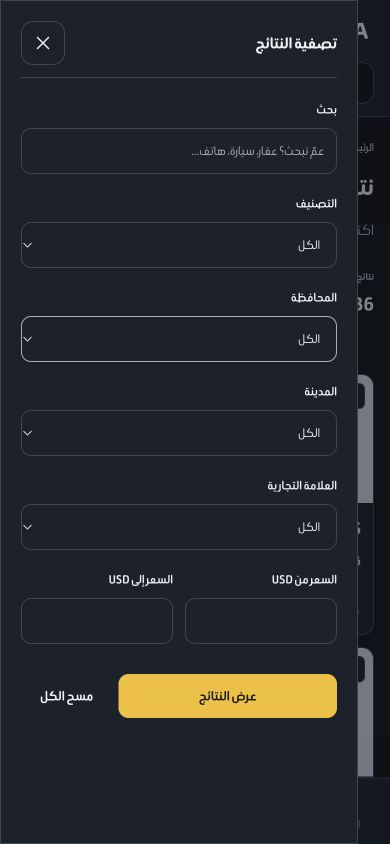 تصفية النتائج
بحث
عمّ تبحث؟ عقار، سيارة، هاتف...
التصنيف
الكل
المحافظة
الكل
المدينة
الكل
العلامة التجارية
الكل
السعر من USD
السعر إلى USD
عرض النتائج
مسح الكل